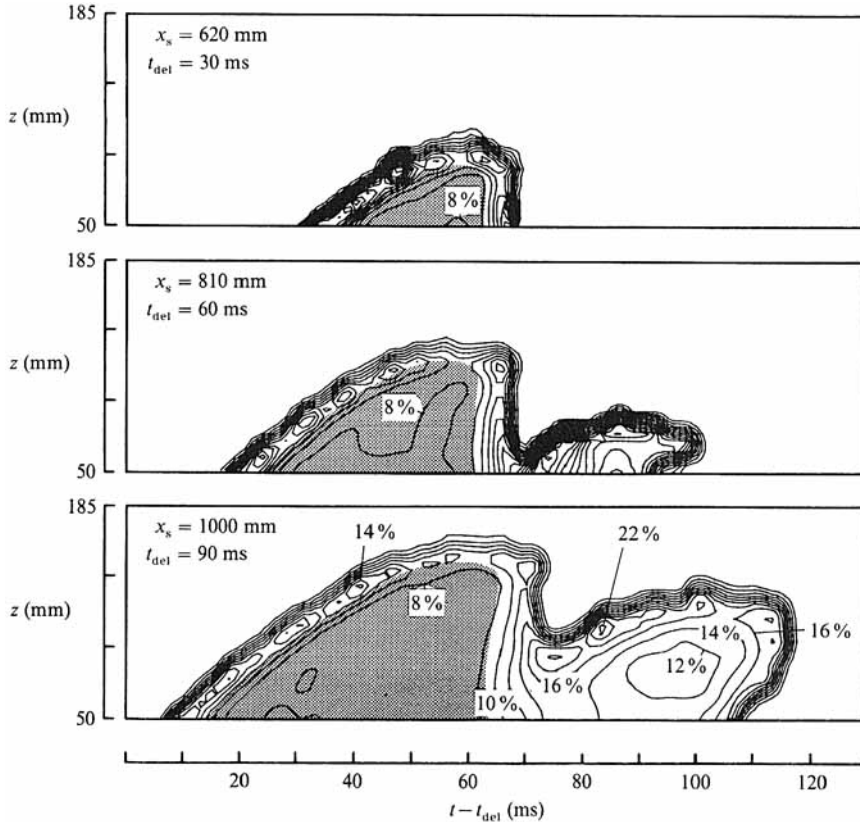 185
x_s = 620 mm
t_del = 30 ms
z (mm)
8 %
50
185
x_s = 810 mm
t_del = 60 ms
z (mm)
8 %
50
185
x_s = 1000 mm
t_del = 90 ms
14 %
22 %
z (mm)
8 %
14 %
16 %
12 %
16 %
10 %
50
20
40
60
80
100
120
t − t_del (ms)